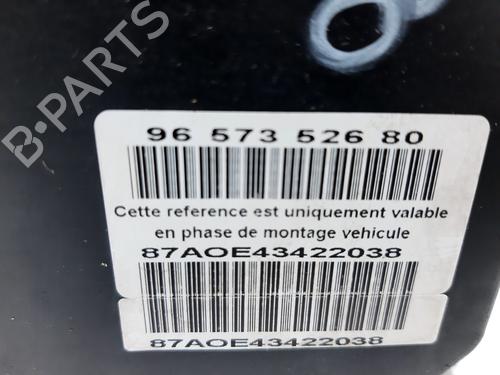 B-PARTS
96 573 526 80
Cette reference est uniquement valable
en phase de montage vehicule
87AOE43422038
87AOE43422038